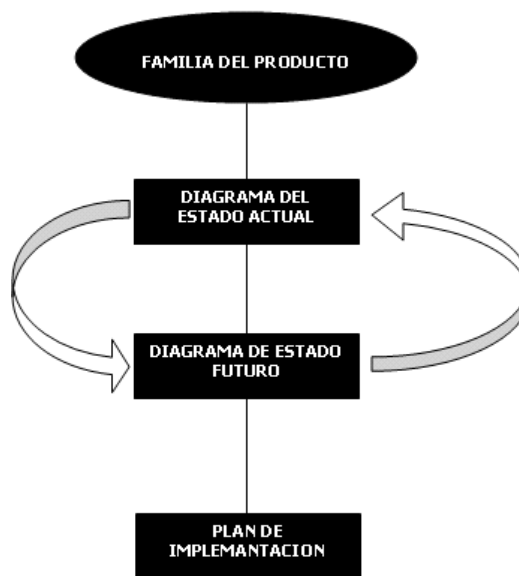 FAMILIA DEL PRODUCTO
DIAGRAMA DEL
ESTADO ACTUAL
DIAGRAMA DE ESTADO
FUTURO
PLAN DE
IMPLEMANTACION